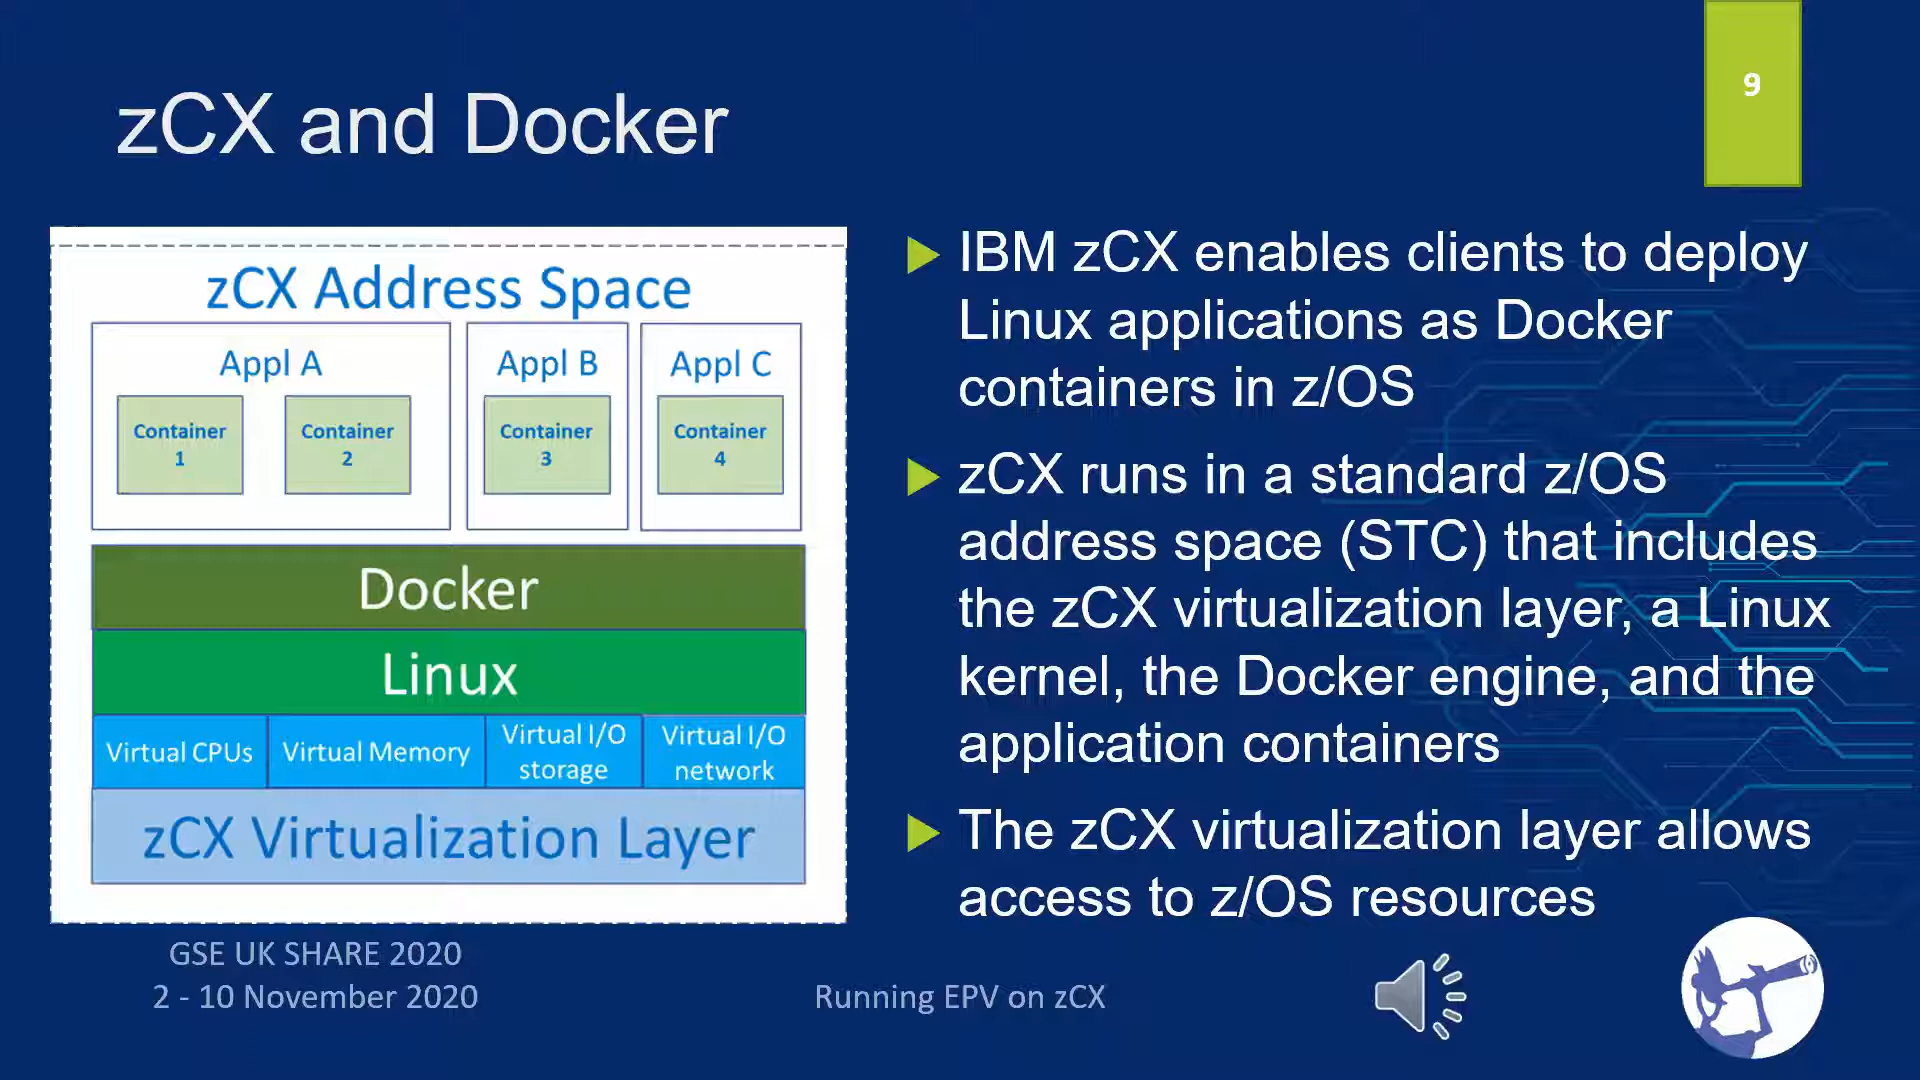 zCX and Docker
9
zCX Address Space
Appl A
Container
1
Container
2
Appl B
Container
3
Appl C
Container
4
Docker
Linux
Virtual CPUs
Virtual Memory
Virtual I/O
storage
Virtual I/O
network
zCX Virtualization Layer
IBM zCX enables clients to deploy
Linux applications as Docker
containers in z/OS
zCX runs in a standard z/OS
address space (STC) that includes
the zCX virtualization layer, a Linux
kernel, the Docker engine, and the
application containers
The zCX virtualization layer allows
access to z/OS resources
GSE UK SHARE 2020
2 - 10 November 2020
Running EPV on zCX